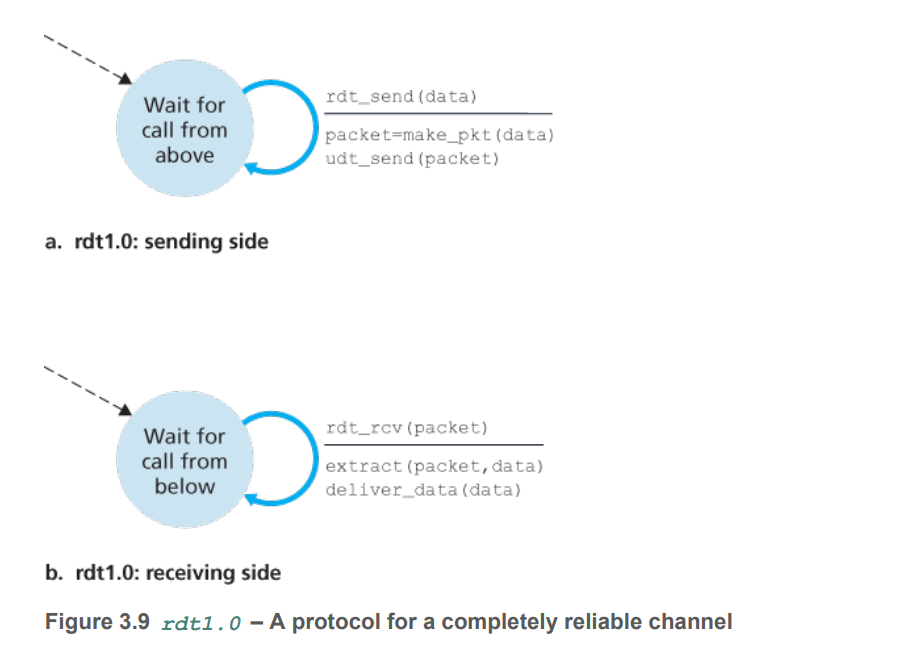 Wait for
call from
above
rdt_send(data)
packet=make_pkt(data)
udt_send(packet)
a. rdt1.0: sending side
Wait for
call from
below
rdt_rcv(packet)
extract(packet,data)
deliver_data(data)
b. rdt1.0: receiving side
Figure 3.9 rdt1.0 – A protocol for a completely reliable channel